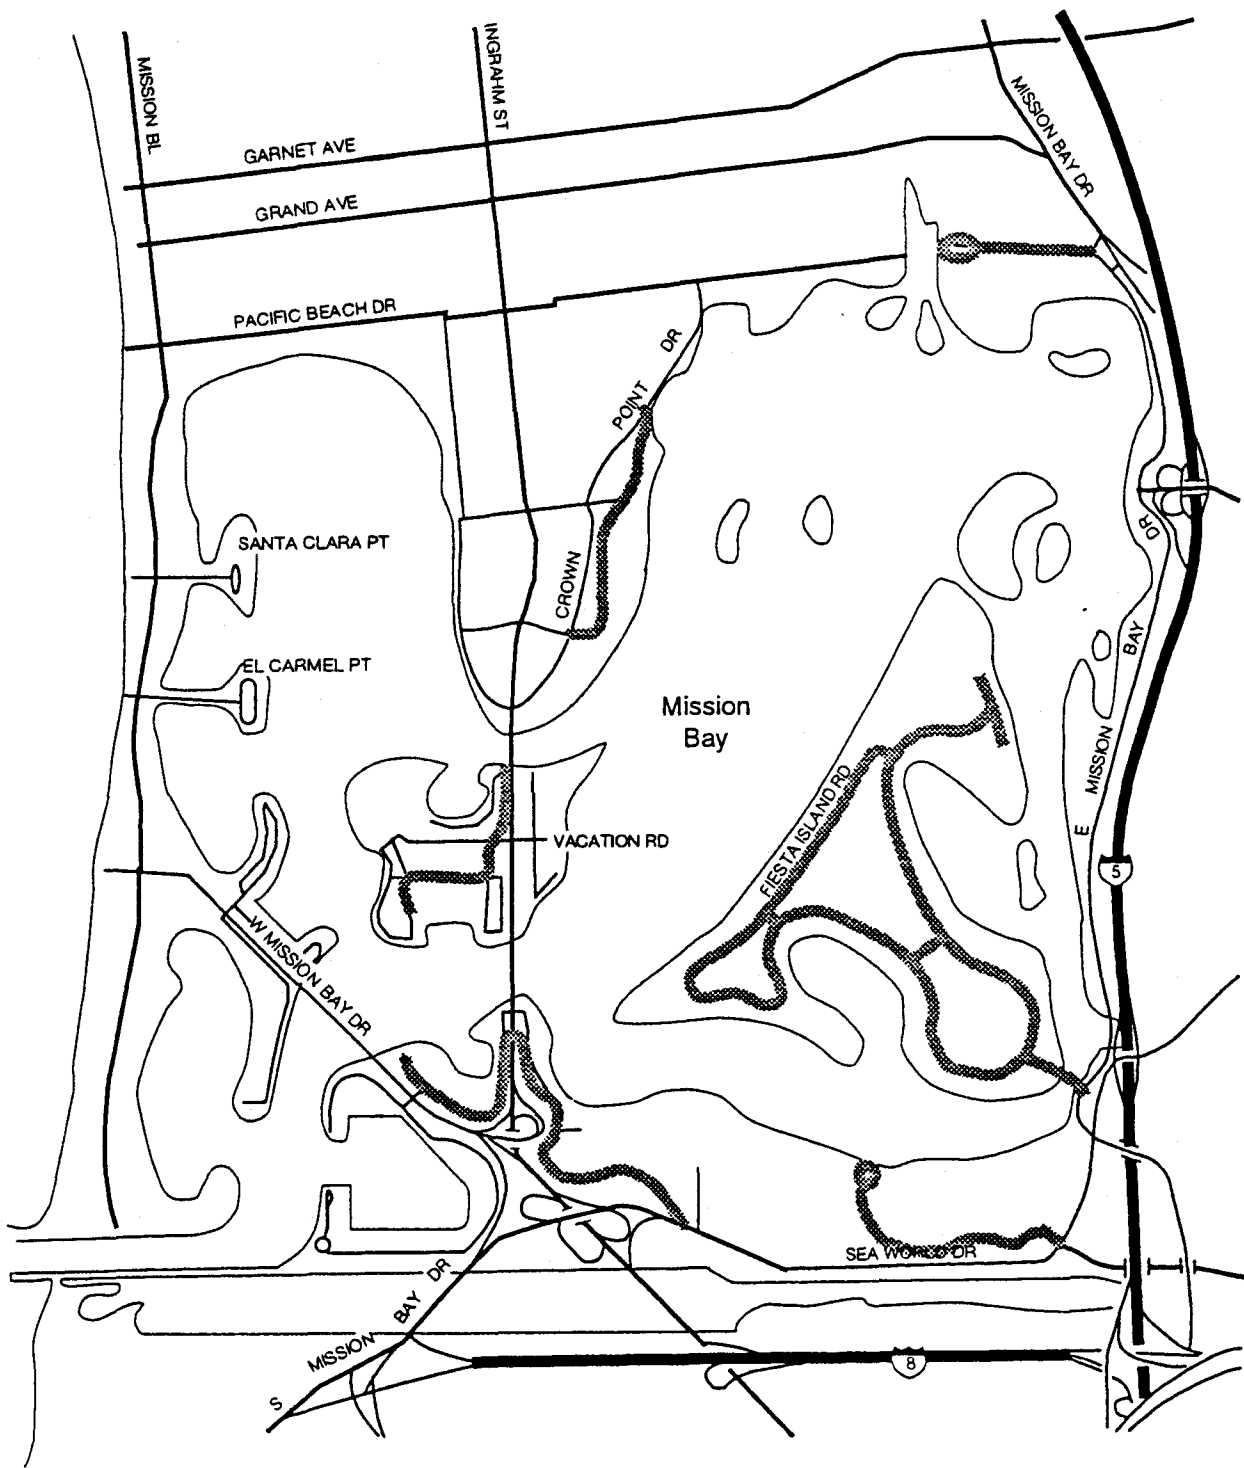 MISSION BL
INGRAHM ST
MISSION BAY DR
GARNET AVE
GRAND AVE
PACIFIC BEACH DR
CROWN POINT DR
SANTA CLARA PT
EL CARMEL PT
Mission
Bay
E MISSION BAY DR
FIESTA ISLAND RD
VACATION RD
5
W MISSION BAY DR
SEA WORLD DR
S MISSION BAY DR
8